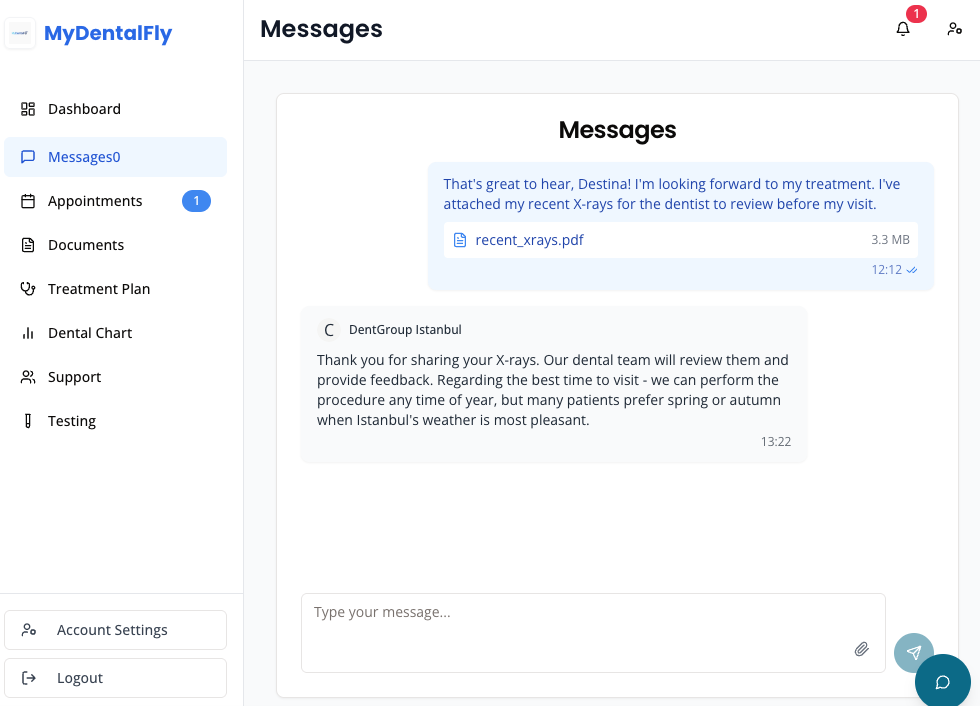 MyDentalFly
Dashboard
Messages0
Appointments 1
Documents
Treatment Plan
Dental Chart
Support
Testing
Account Settings
Logout
Messages
1
Messages
That's great to hear, Destina! I'm looking forward to my treatment. I've
attached my recent X-rays for the dentist to review before my visit.
recent_xrays.pdf 3.3 MB
12:12
C DentGroup Istanbul
Thank you for sharing your X-rays. Our dental team will review them and
provide feedback. Regarding the best time to visit - we can perform the
procedure any time of year, but many patients prefer spring or autumn
when Istanbul's weather is most pleasant.
13:22
Type your message...